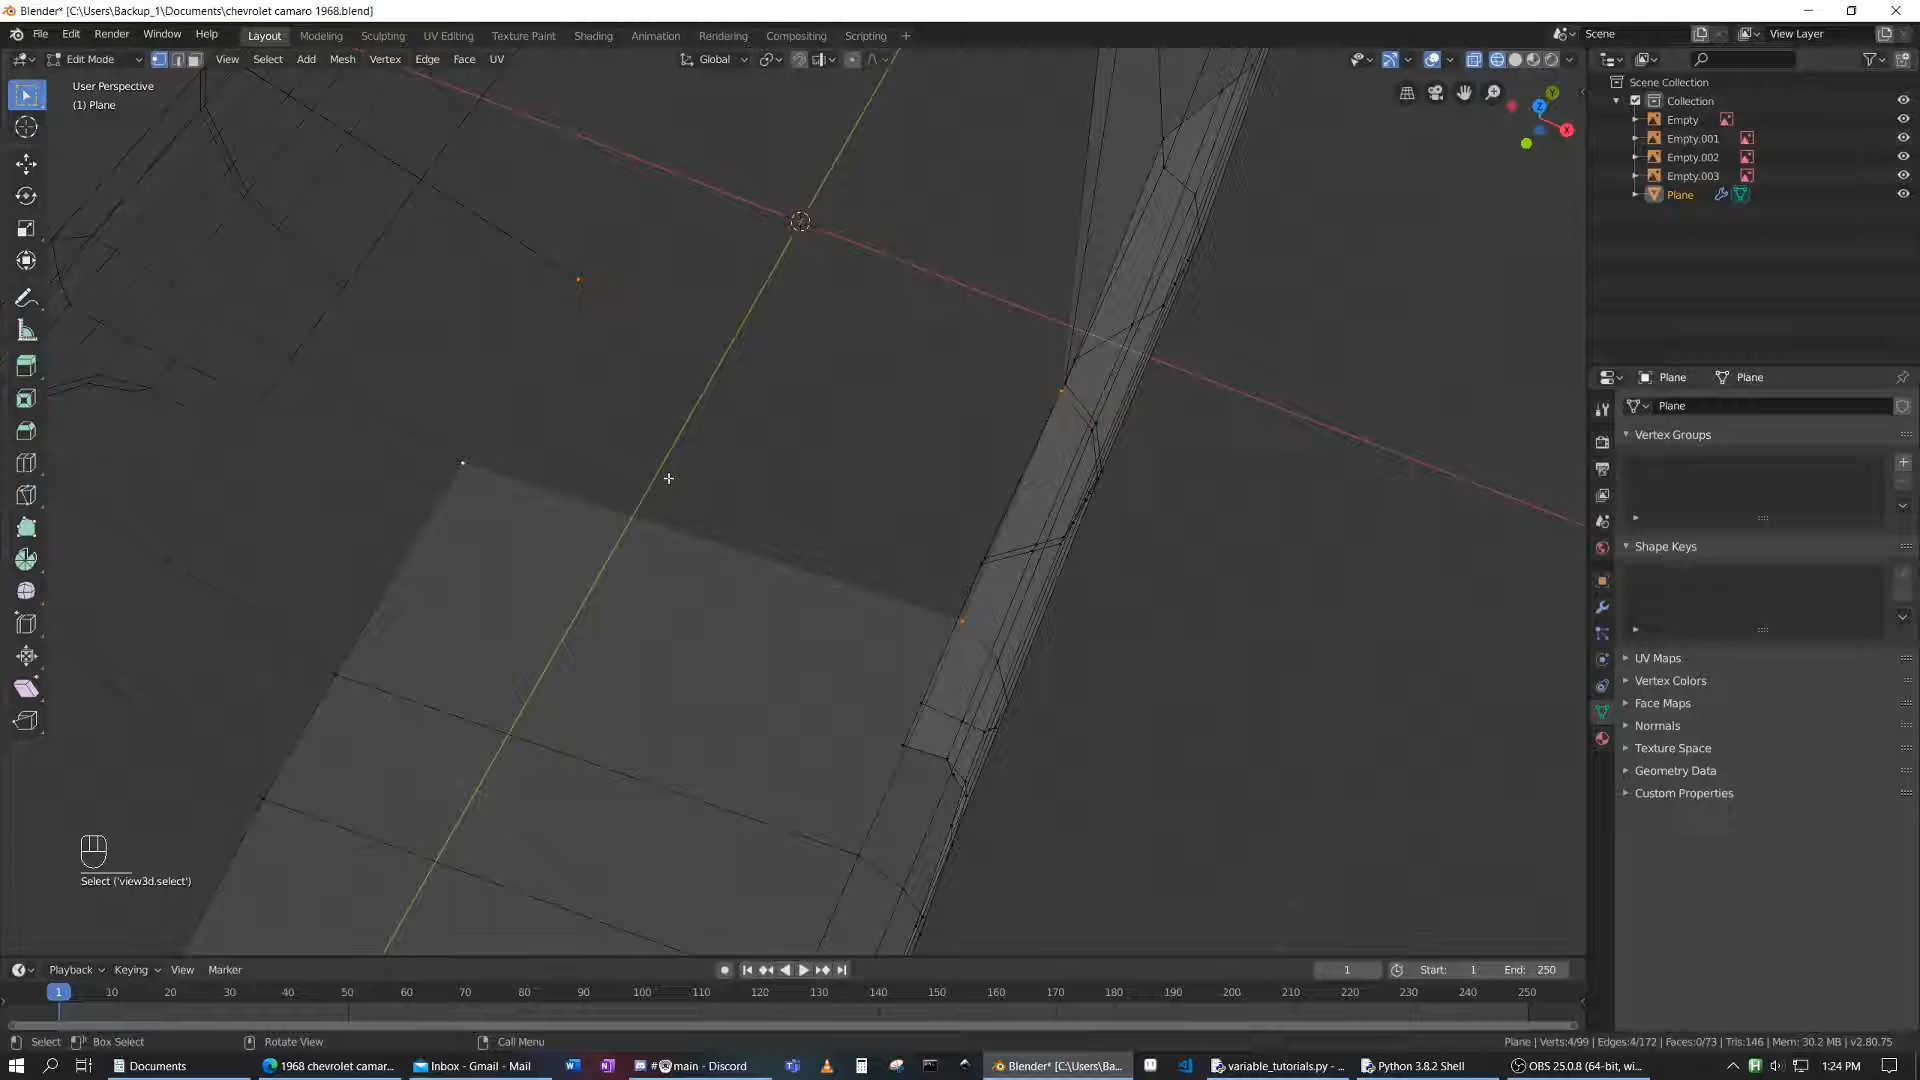 Blender* [C:\Users\Backup_1\Documents\chevrolet camaro 1968.blend]
File Edit Render Window Help Layout Modeling Sculpting UV Editing Texture Paint Shading Animation Rendering Compositing Scripting + Scene View Layer
Edit Mode View Select Add Mesh Vertex Edge Face UV Global
User Perspective
(1) Plane
Y
Z
X
Scene Collection
Collection
Empty
Empty.001
Empty.002
Empty.003
Plane
Plane Plane
Plane
Vertex Groups
Shape Keys
UV Maps
Vertex Colors
Face Maps
Normals
Texture Space
Geometry Data
Custom Properties
Select ('view3d.select')
Playback Keying View Marker 1 Start: 1 End: 250
1 10 20 30 40 50 60 70 80 90 100 110 120 130 140 150 160 170 180 190 200 210 220 230 240 250
Select Box Select Rotate View Call Menu Plane | Verts:4/99 | Edges:4/172 | Faces:0/73 | Tris:146 | Mem: 30.2 MB | v2.80.75
Documents 1968 chevrolet camar... Inbox - Gmail - Mail #main - Discord Blender* [C:\Users\Ba... variable_tutorials.py - ... Python 3.8.2 Shell OBS 25.0.8 (64-bit, wi... 1:24 PM